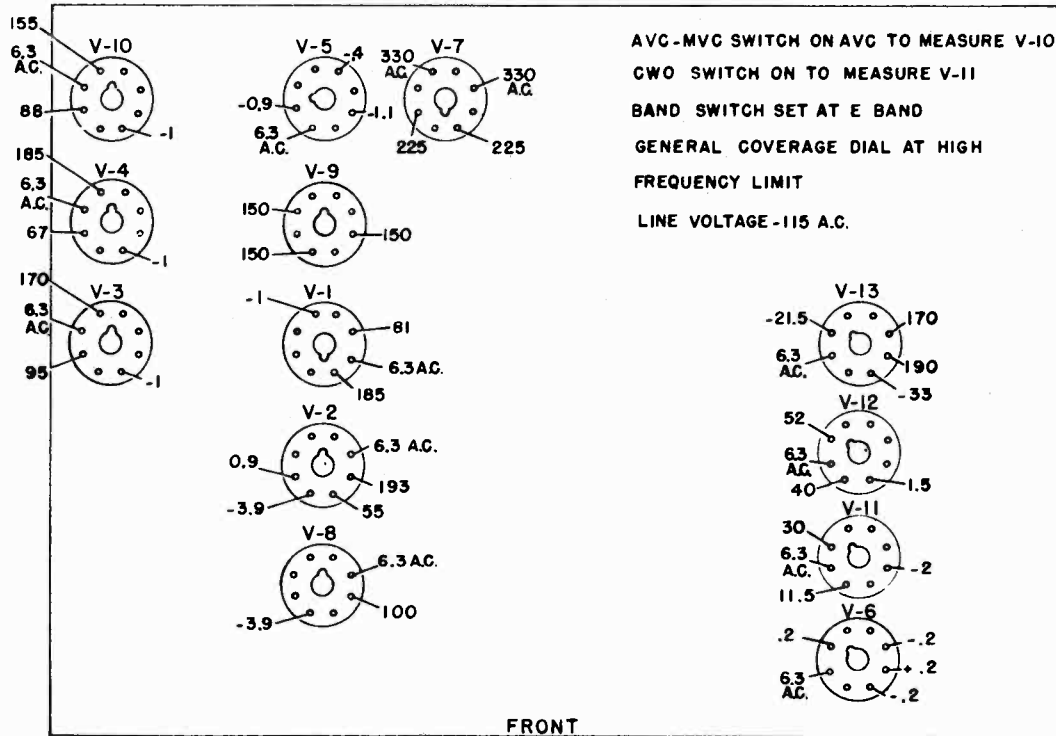 AVC-MVC SWITCH ON AVC TO MEASURE V-10
CWO SWITCH ON TO MEASURE V-11
BAND SWITCH SET AT E BAND
GENERAL COVERAGE DIAL AT HIGH
FREQUENCY LIMIT
LINE VOLTAGE-115 A.C.
V-10
155
6.3
A.C.
88
-1
V-5
-.4
-0.9
-1.1
6.3
A.C.
V-7
330
A.C.
330
A.C.
225
225
V-4
185
6.3
A.C.
67
-1
V-9
150
150
150
V-3
170
6.3
A.C
95
-1
V-1
-1
81
6.3 A.C.
185
V-2
6.3 A.C.
0.9
193
-3.9
55
V-8
6.3 A.C.
100
-3.9
V-13
-21.5
170
6.3
A.C.
190
-33
V-12
52
6.3
A.C.
40
1.5
V-11
30
6.3
A.C.
-2
11.5
V-6
.2
-.2
6.3
A.C.
+.2
-.2
FRONT